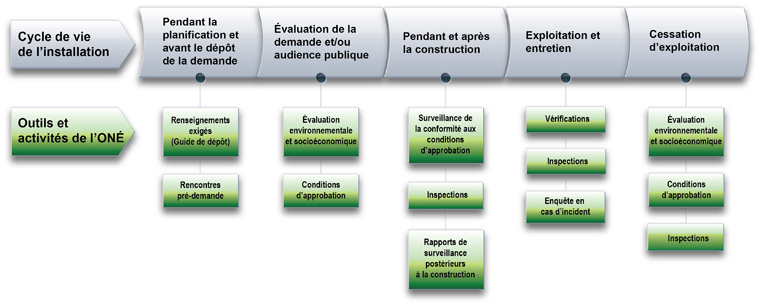 Cycle de vie
de l'installation
Pendant la
planification et
avant le dépôt
de la demande
Évaluation de la
demande et/ou
audience publique
Pendant et après
la construction
Exploitation et
entretien
Cessation
d'exploitation
Outils et
activités de l'ONÉ
Renseignements
exigés
(Guide de dépôt)
Rencontres
pré-demande
Évaluation
environnementale
et socioéconomique
Conditions
d'approbation
Surveillance de
la conformité aux
conditions
d'approbation
Inspections
Rapports de
surveillance
postérieurs
à la construction
Vérifications
Inspections
Enquête en
cas d'incident
Évaluation
environnementale
et socioéconomique
Conditions
d'approbation
Inspections